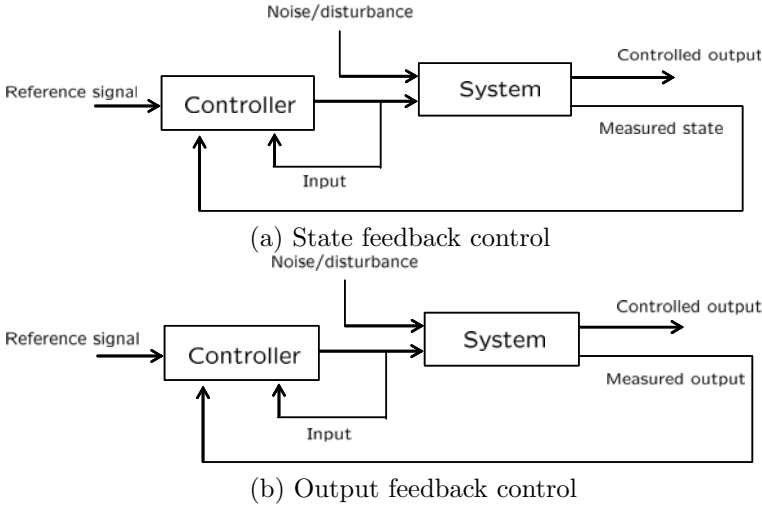 Noise/disturbance
Controlled output
Reference signal
Controller
System
Measured state
Input
(a) State feedback control
Noise/disturbance
Controlled output
Reference signal
Controller
System
Measured output
Input
(b) Output feedback control